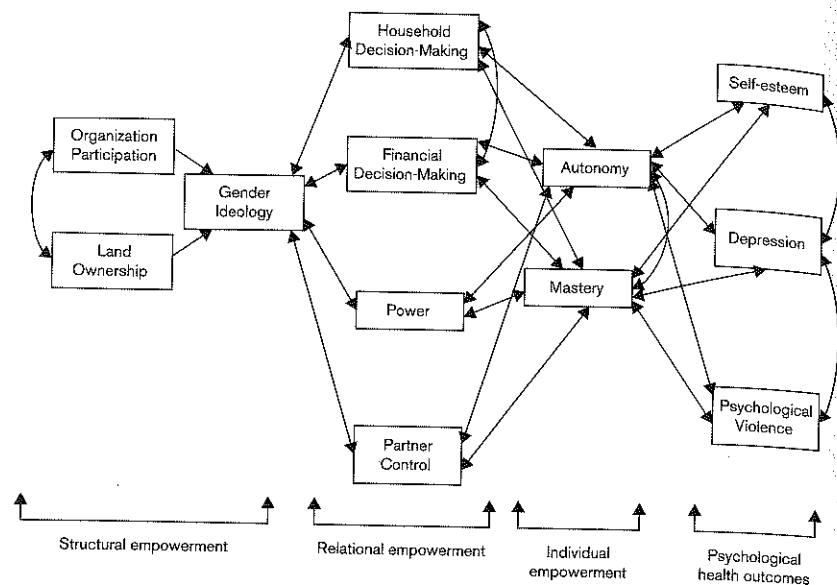 Household
Decision-Making
Self-esteem
Organization
Participation
Financial
Decision-Making
Autonomy
Gender
Ideology
Land
Ownership
Depression
Mastery
Power
Partner
Control
Psychological
Violence
Structural empowerment
Relational empowerment
Individual
empowerment
Psychological
health outcomes